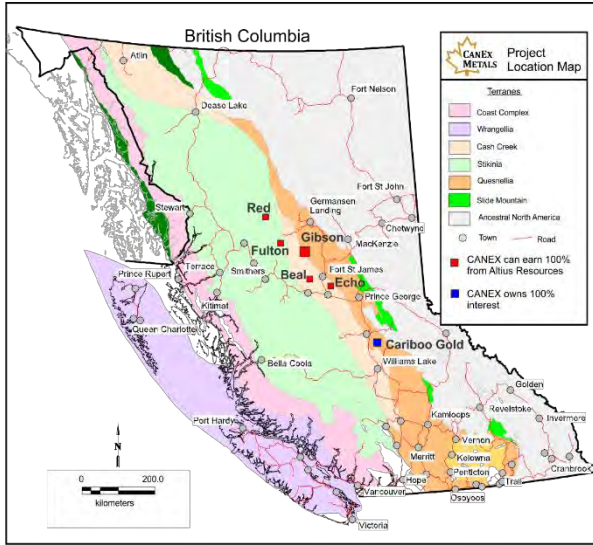 British Columbia
CANEX
METALS
Project
Location Map
Terranes
Coast Complex
Wrangellia
Cash Creek
Stikinia
Quesnellia
Slide Mountain
Ancestral North America
Town
Road
CANEX can earn 100%
from Altius Resources
CANEX owns 100%
interest
Atlin
Dease Lake
Fort Nelson
Fort St John
Germansen
Landing
Chetwynd
Stewart
Red
Gibson
MacKenzie
Fulton
Terrace
Smithers
Beal
Fort St James
Echo
Prince Rupert
Prince George
Kitimat
Queen Charlotte
Cariboo Gold
Williams Lake
Bella Coola
Golden
Revelstoke
Invermere
Kamloops
Port Hardy
Vernon
Merritt
Kelowna
Penticton
Cranbrook
Hope
Trail
Vancouver
Osoyoos
Victoria
N
0
200.0
kilometers